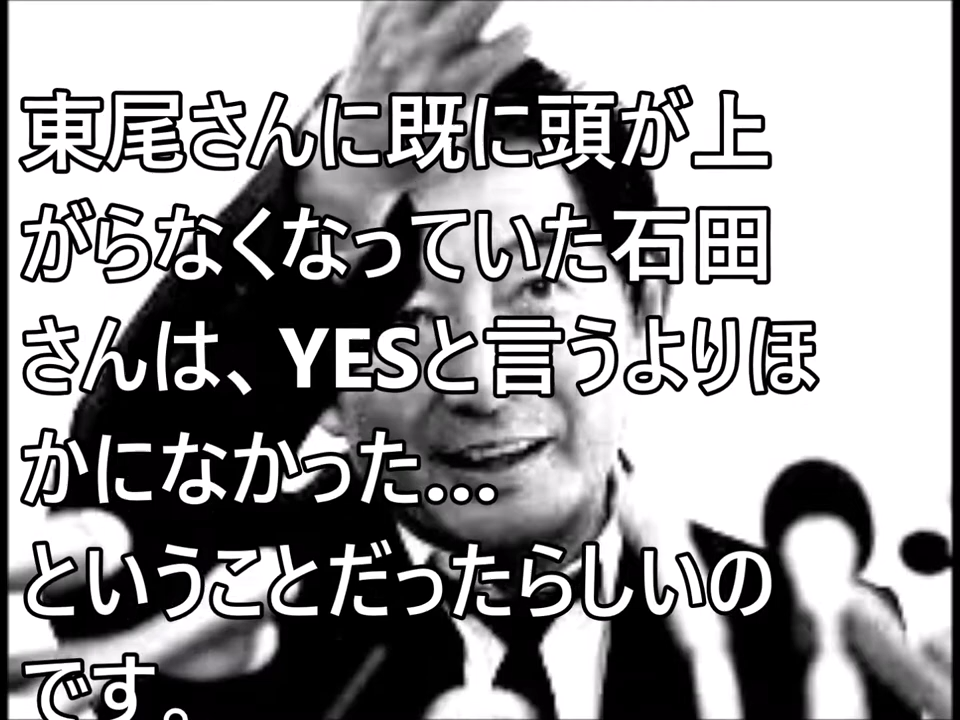 東尾さんに既に頭が上
がらなくなっていた石田
さんは、YESと言うよりほ
かになかった…
ということだったらしいの
です。